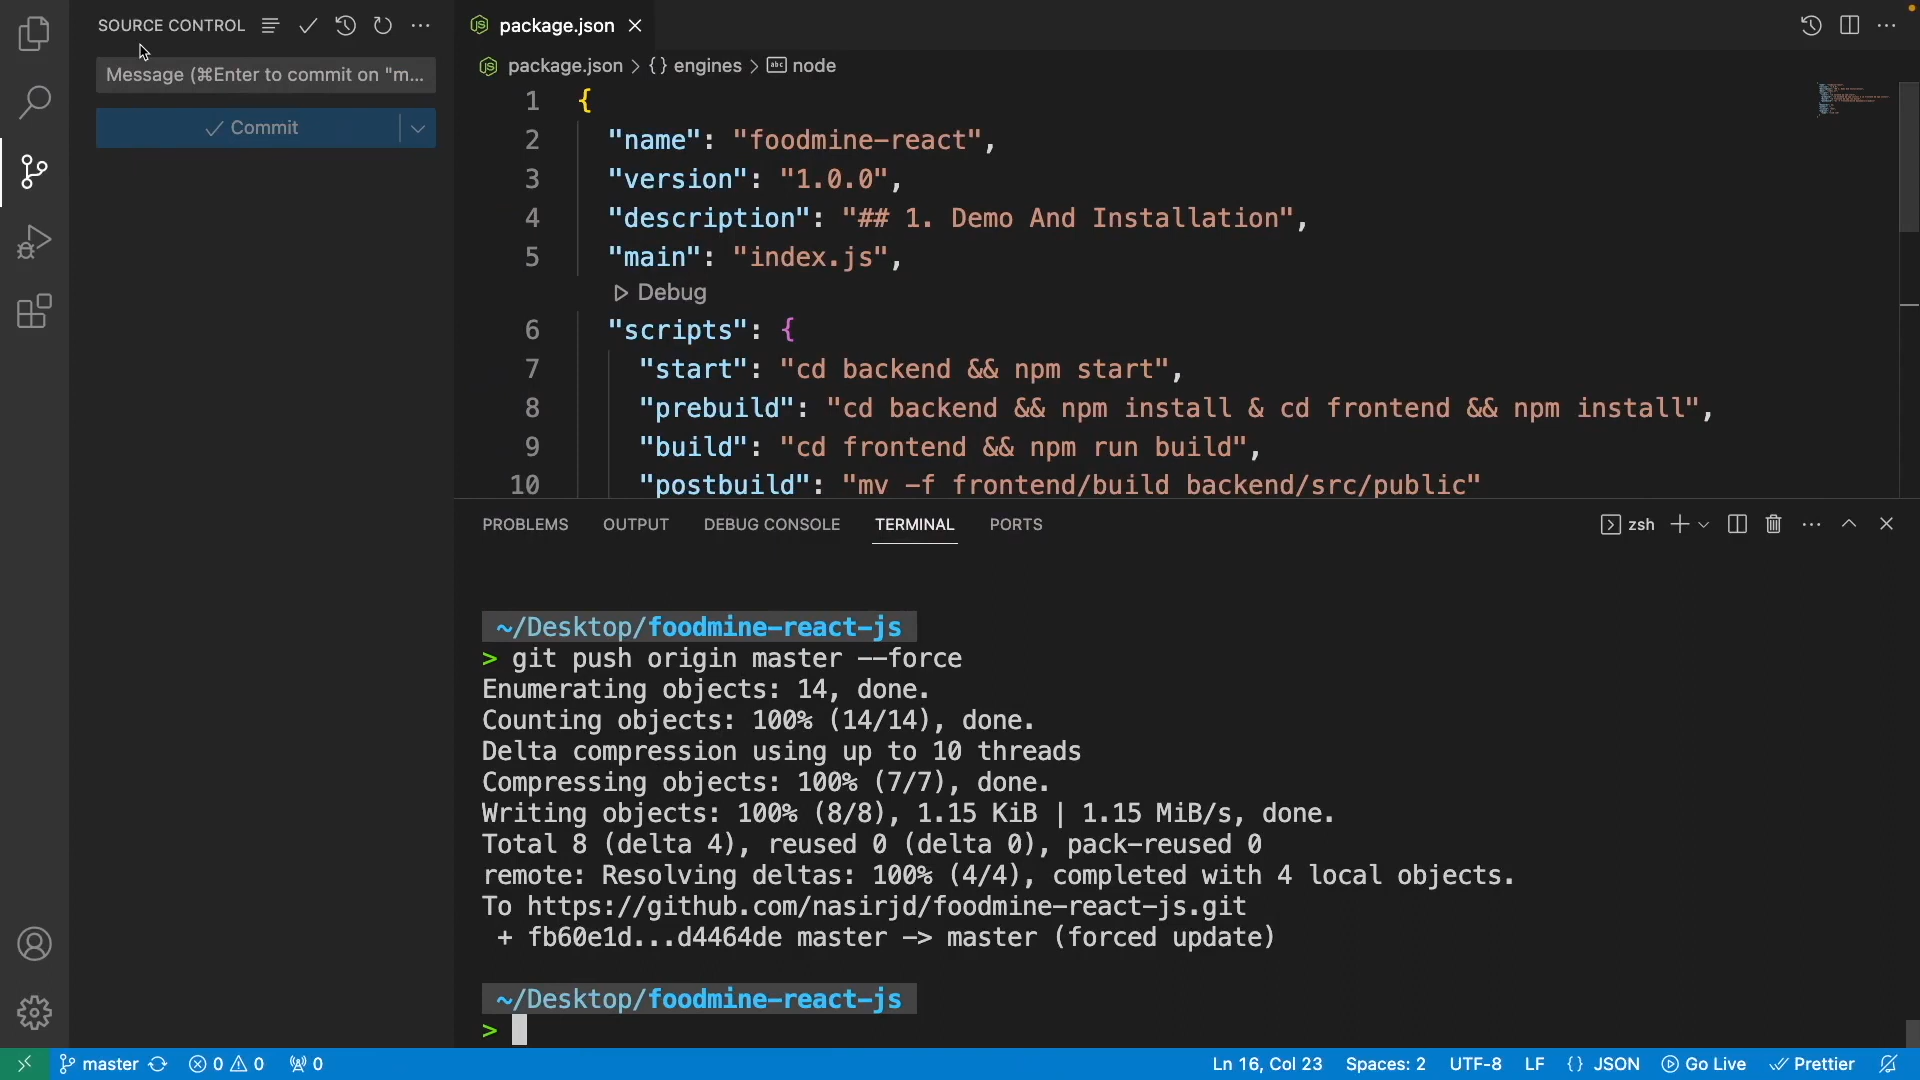 SOURCE CONTROL
Message (⌘Enter to commit on "m...
Commit
package.json
package.json > {} engines > abc node
1 {
2 "name": "foodmine-react",
3 "version": "1.0.0",
4 "description": "## 1. Demo And Installation",
5 "main": "index.js",
Debug
6 "scripts": {
7 "start": "cd backend && npm start",
8 "prebuild": "cd backend && npm install & cd frontend && npm install",
9 "build": "cd frontend && npm run build",
10 "postbuild": "mv -f frontend/build backend/src/public"
PROBLEMS OUTPUT DEBUG CONSOLE TERMINAL PORTS zsh
~/Desktop/foodmine-react-js
> git push origin master --force
Enumerating objects: 14, done.
Counting objects: 100% (14/14), done.
Delta compression using up to 10 threads
Compressing objects: 100% (7/7), done.
Writing objects: 100% (8/8), 1.15 KiB | 1.15 MiB/s, done.
Total 8 (delta 4), reused 0 (delta 0), pack-reused 0
remote: Resolving deltas: 100% (4/4), completed with 4 local objects.
To https://github.com/nasirjd/foodmine-react-js.git
+ fb60e1d...d4464de master -> master (forced update)
~/Desktop/foodmine-react-js
>
master 0 0 0 Ln 16, Col 23 Spaces: 2 UTF-8 LF {} JSON Go Live Prettier